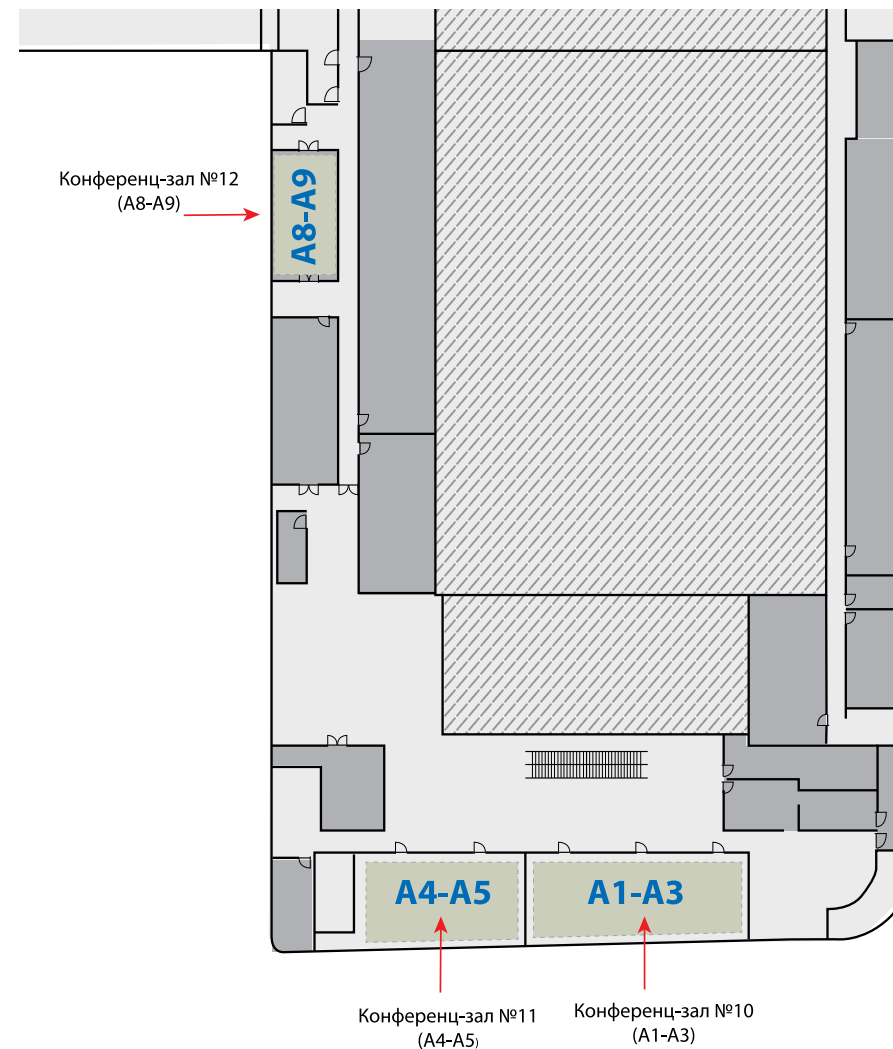 Конференц-зал №12
(А8-А9)
А8-А9
А4-А5
А1-А3
Конференц-зал №11
(А4-А5)
Конференц-зал №10
(А1-А3)